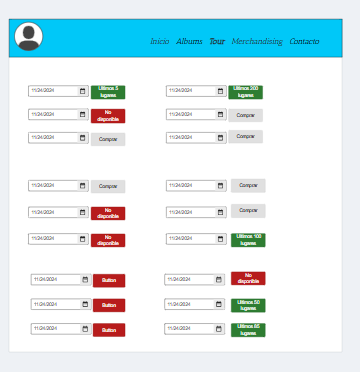 Inicio Albums Tour Merchandising Contacto
11/24/2024 Ultimos 5 lugares 11/24/2024 Ultimos 200 lugares
11/24/2024 No disponible 11/24/2024 Comprar
11/24/2024 Comprar 11/24/2024 Comprar
11/24/2024 Comprar 11/24/2024 Comprar
11/24/2024 No disponible 11/24/2024 Comprar
11/24/2024 No disponible 11/24/2024 Ultimos 100 lugares
11/24/2024 Button 11/24/2024 No disponible
11/24/2024 Button 11/24/2024 Ultimos 50 lugares
11/24/2024 Button 11/24/2024 Ultimos 65 lugares